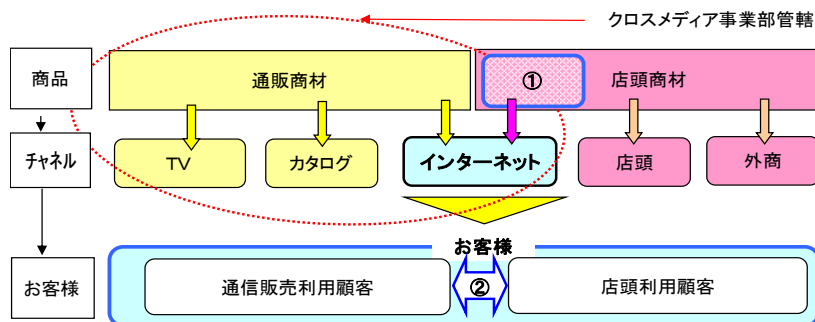 クロスメディア事業部管轄
商品
通販商材
①
店頭商材
チャネル
TV
カタログ
インターネット
店頭
外商
お客様
お客様
通信販売利用顧客
②
店頭利用顧客